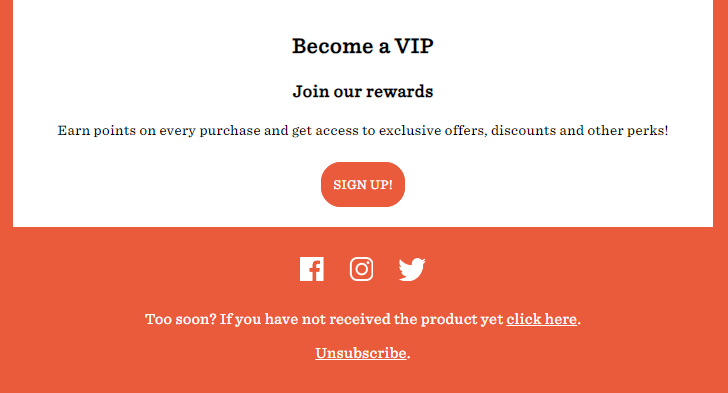 Become a VIP
Join our rewards
Earn points on every purchase and get access to exclusive offers, discounts and other perks!
SIGN UP!
Too soon? If you have not received the product yet click here.
Unsubscribe.